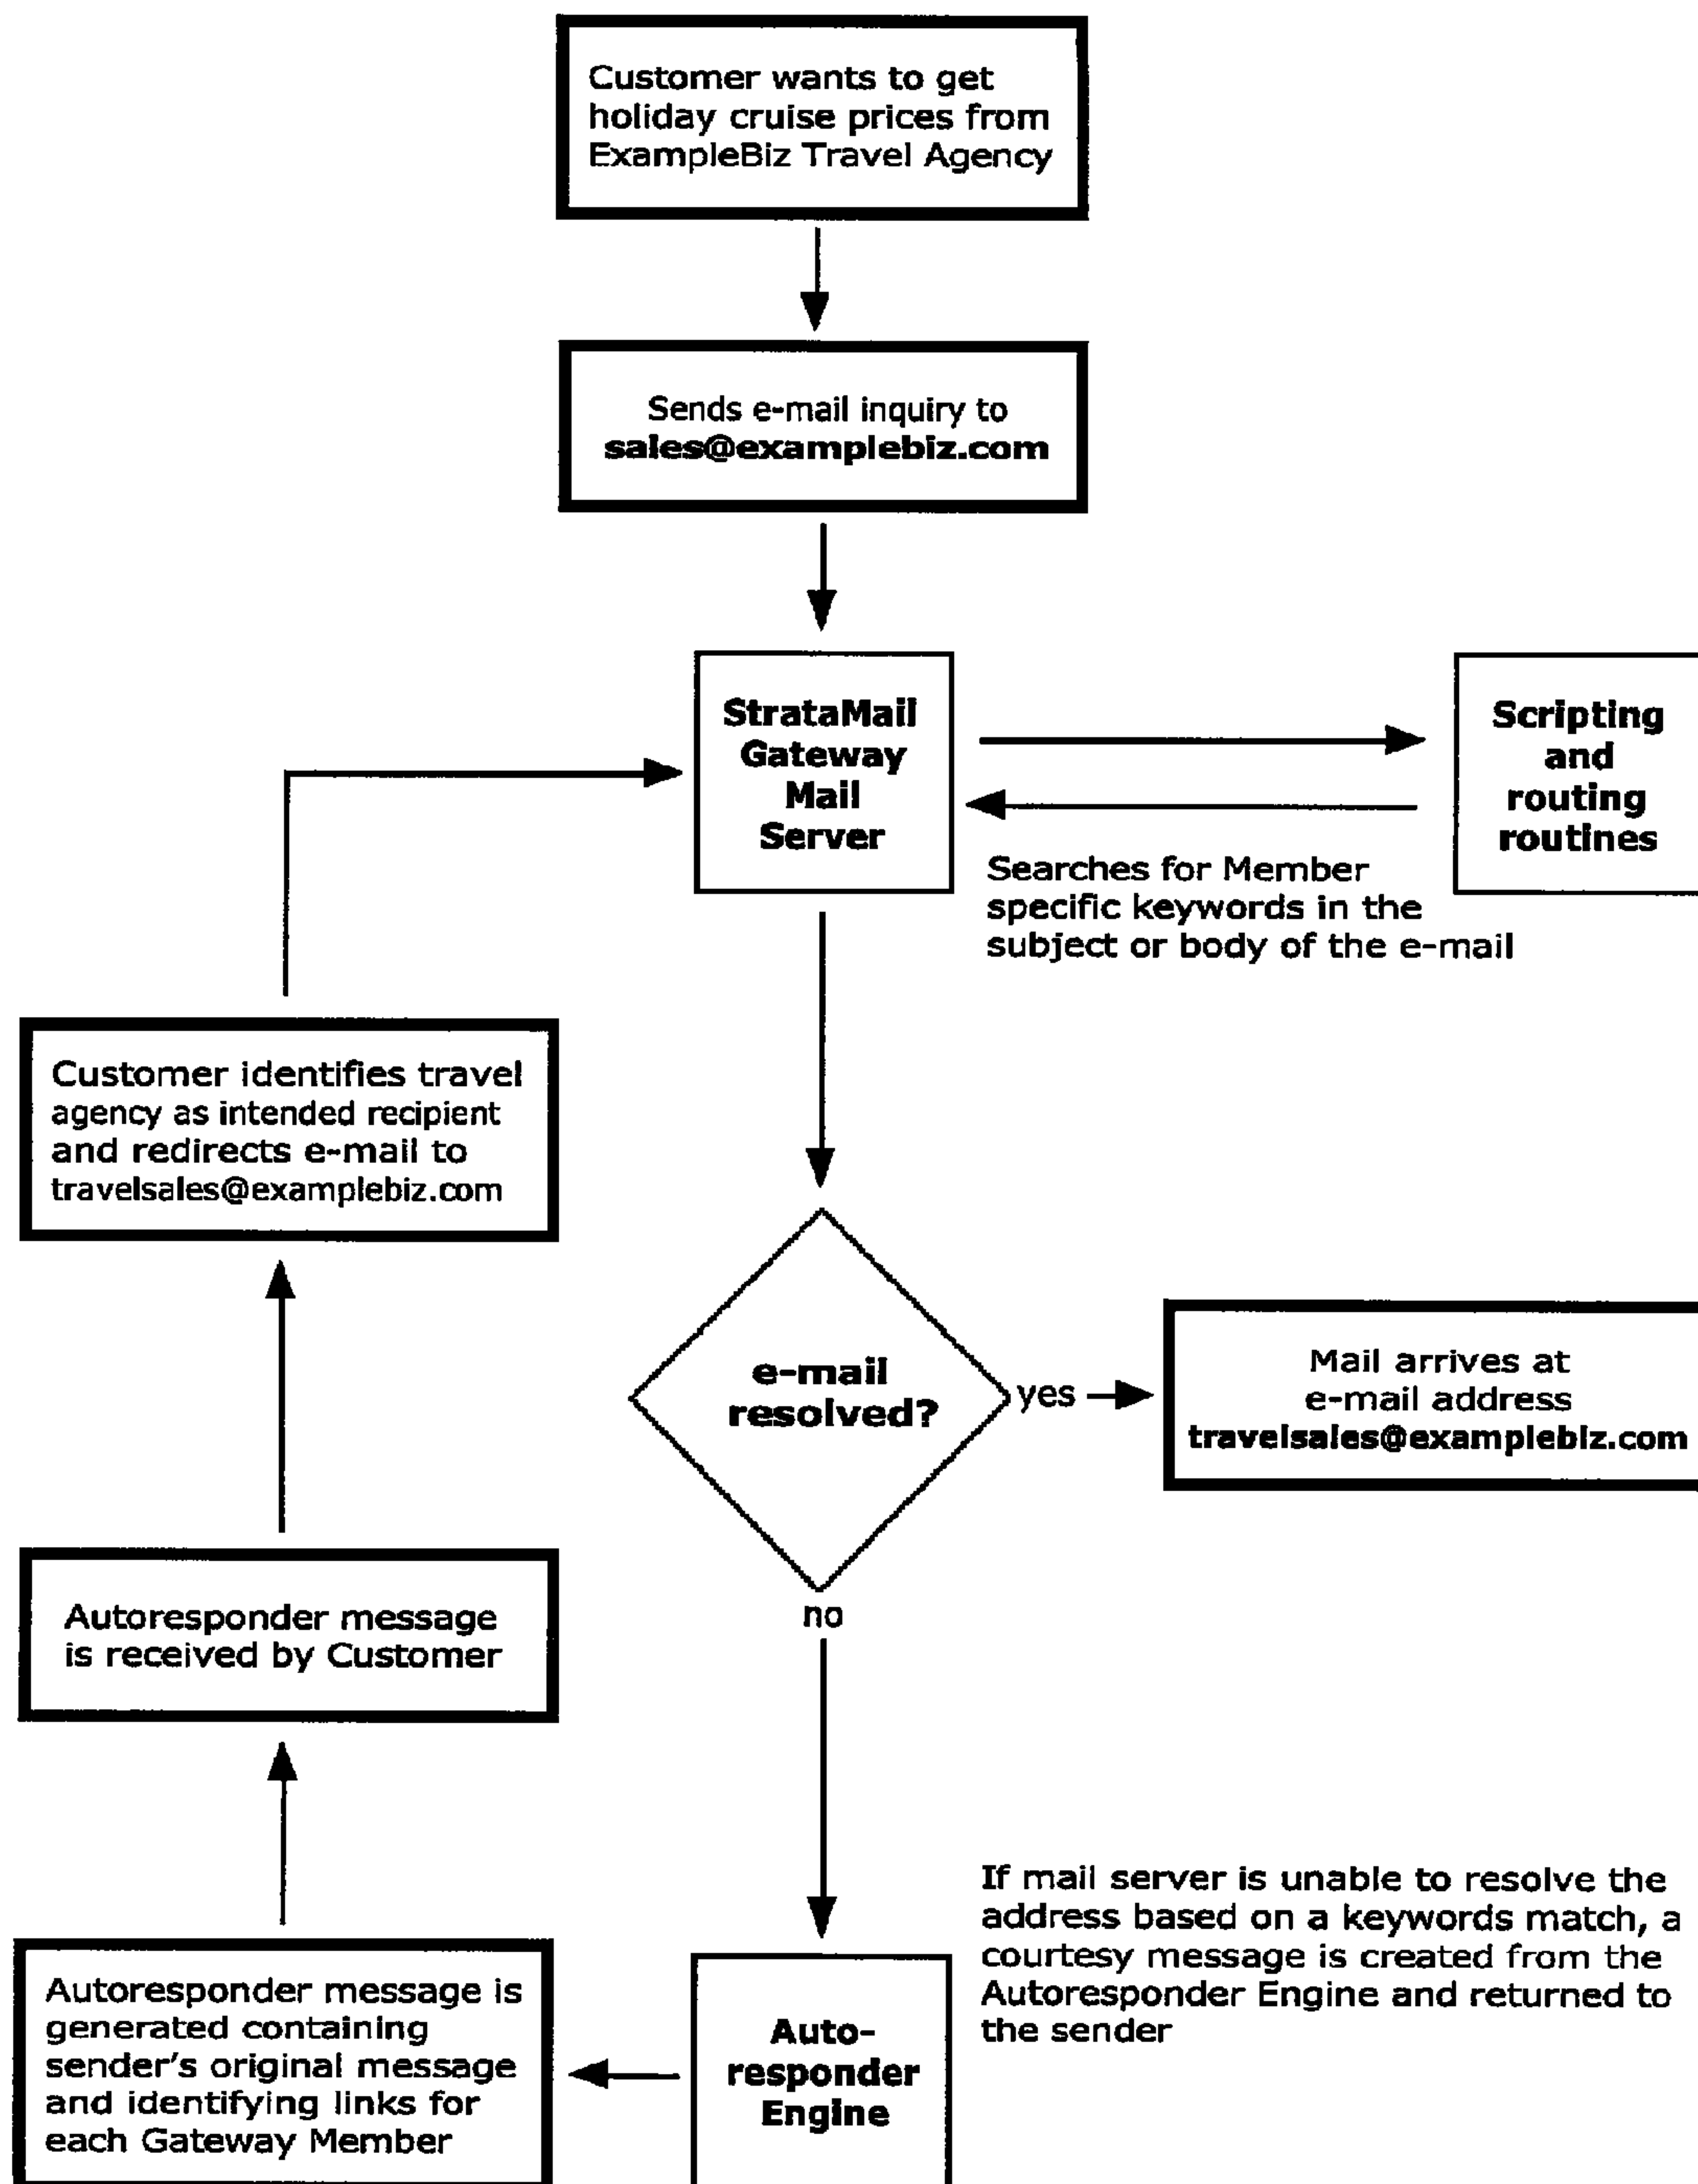 Customer wants to get
holiday cruise prices from
ExampleBiz Travel Agency
Sends e-mail inquiry to
sales@examplebiz.com
StrataMail
Gateway
Mail
Server
Scripting
and
routing
routines
Searches for Member
specific keywords in the
subject or body of the e-mail
Customer identifies travel
agency as intended recipient
and redirects e-mail to
travelsales@examplebiz.com
e-mail
resolved?
yes
Mail arrives at
e-mail address
travelsales@examplebiz.com
no
Autoresponder message
is received by Customer
If mail server is unable to resolve the
address based on a keywords match, a
courtesy message is created from the
Autoresponder Engine and returned to
the sender
Autoresponder message is
generated containing
sender's original message
and identifying links for
each Gateway Member
Auto-
responder
Engine